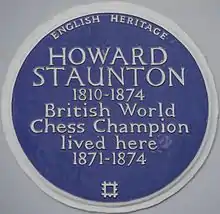 ENGLISH HERITAGE
HOWARD
STAUNTON
1810-1874
British World
Chess Champion
lived here
1871-1874